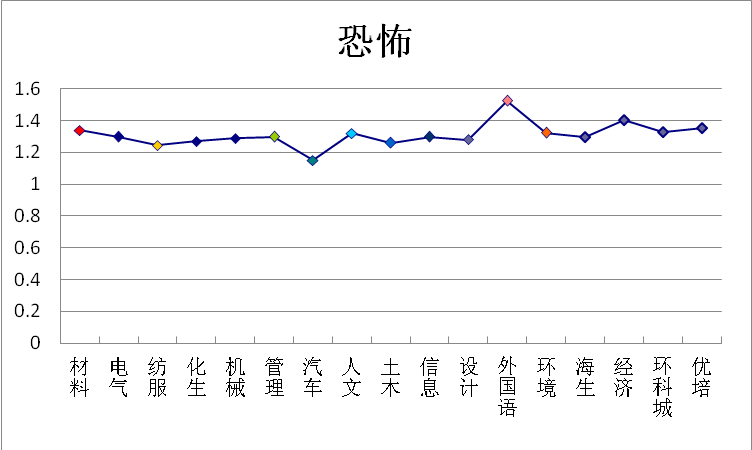 恐怖
1.6
1.4
1.2
1
0.8
0.6
0.4
0.2
0
材料
电气
纺服
化生
机械
管理
汽车
人文
土木
信息
设计
外国语
环境
海生
经济
环科城
优培